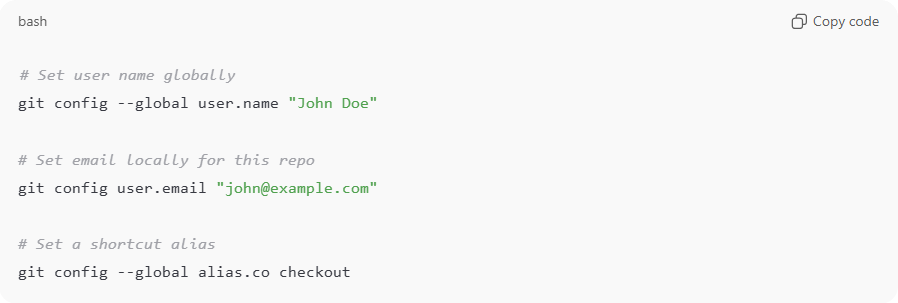 bash
Copy code
# Set user name globally
git config --global user.name "John Doe"
# Set email locally for this repo
git config user.email "john@example.com"
# Set a shortcut alias
git config --global alias.co checkout